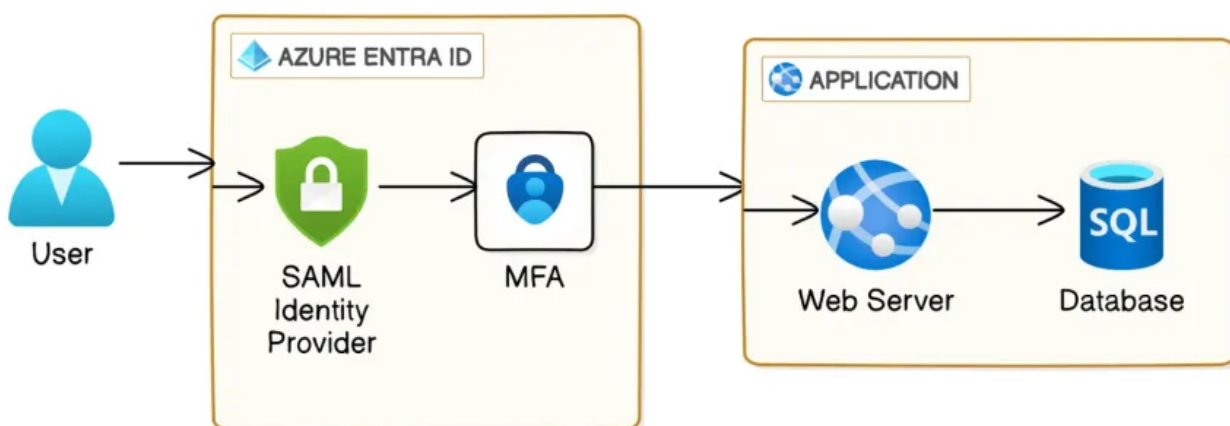 AZURE ENTRA ID
APPLICATION
User
SAML
Identity
Provider
MFA
Web Server
SQL
Database